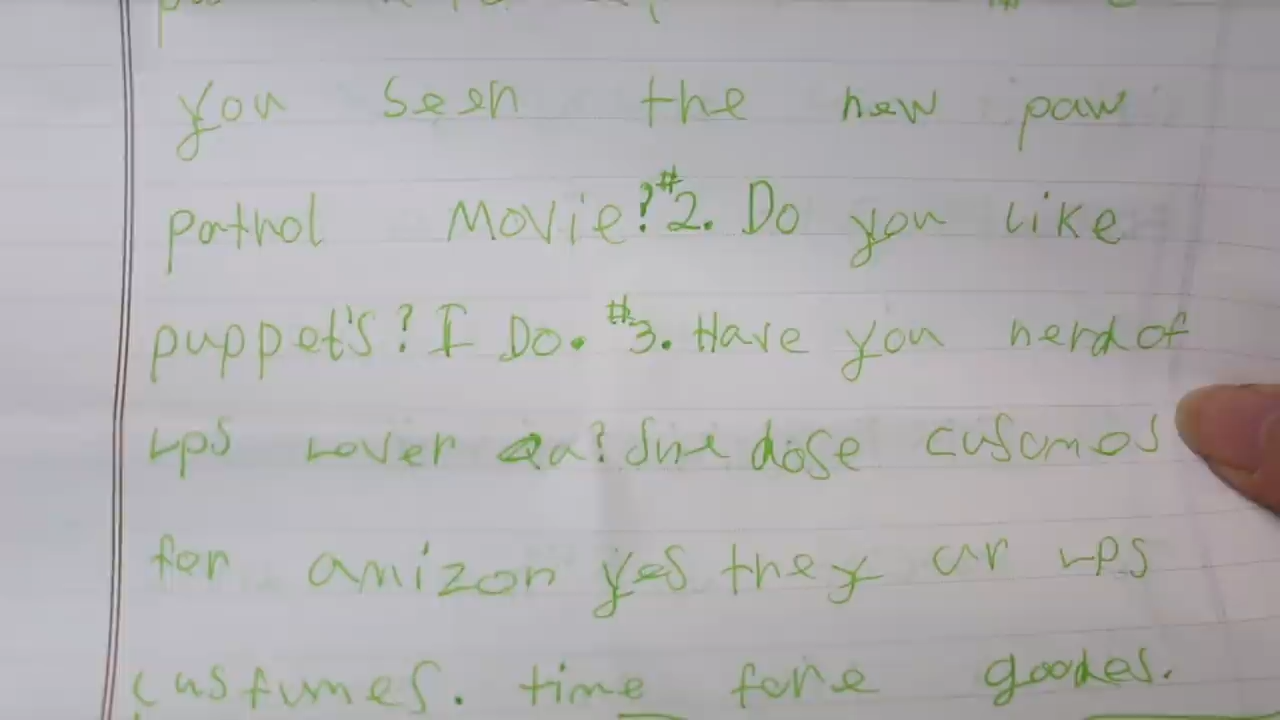 you seen the new paw
patrol MOVie? #2. Do you like
puppet's? I Do. #3. Have you herd of
LPS Lover Qa? She dose cusumos
for amizon yes they ar LPS
custumes. time fore goodes.